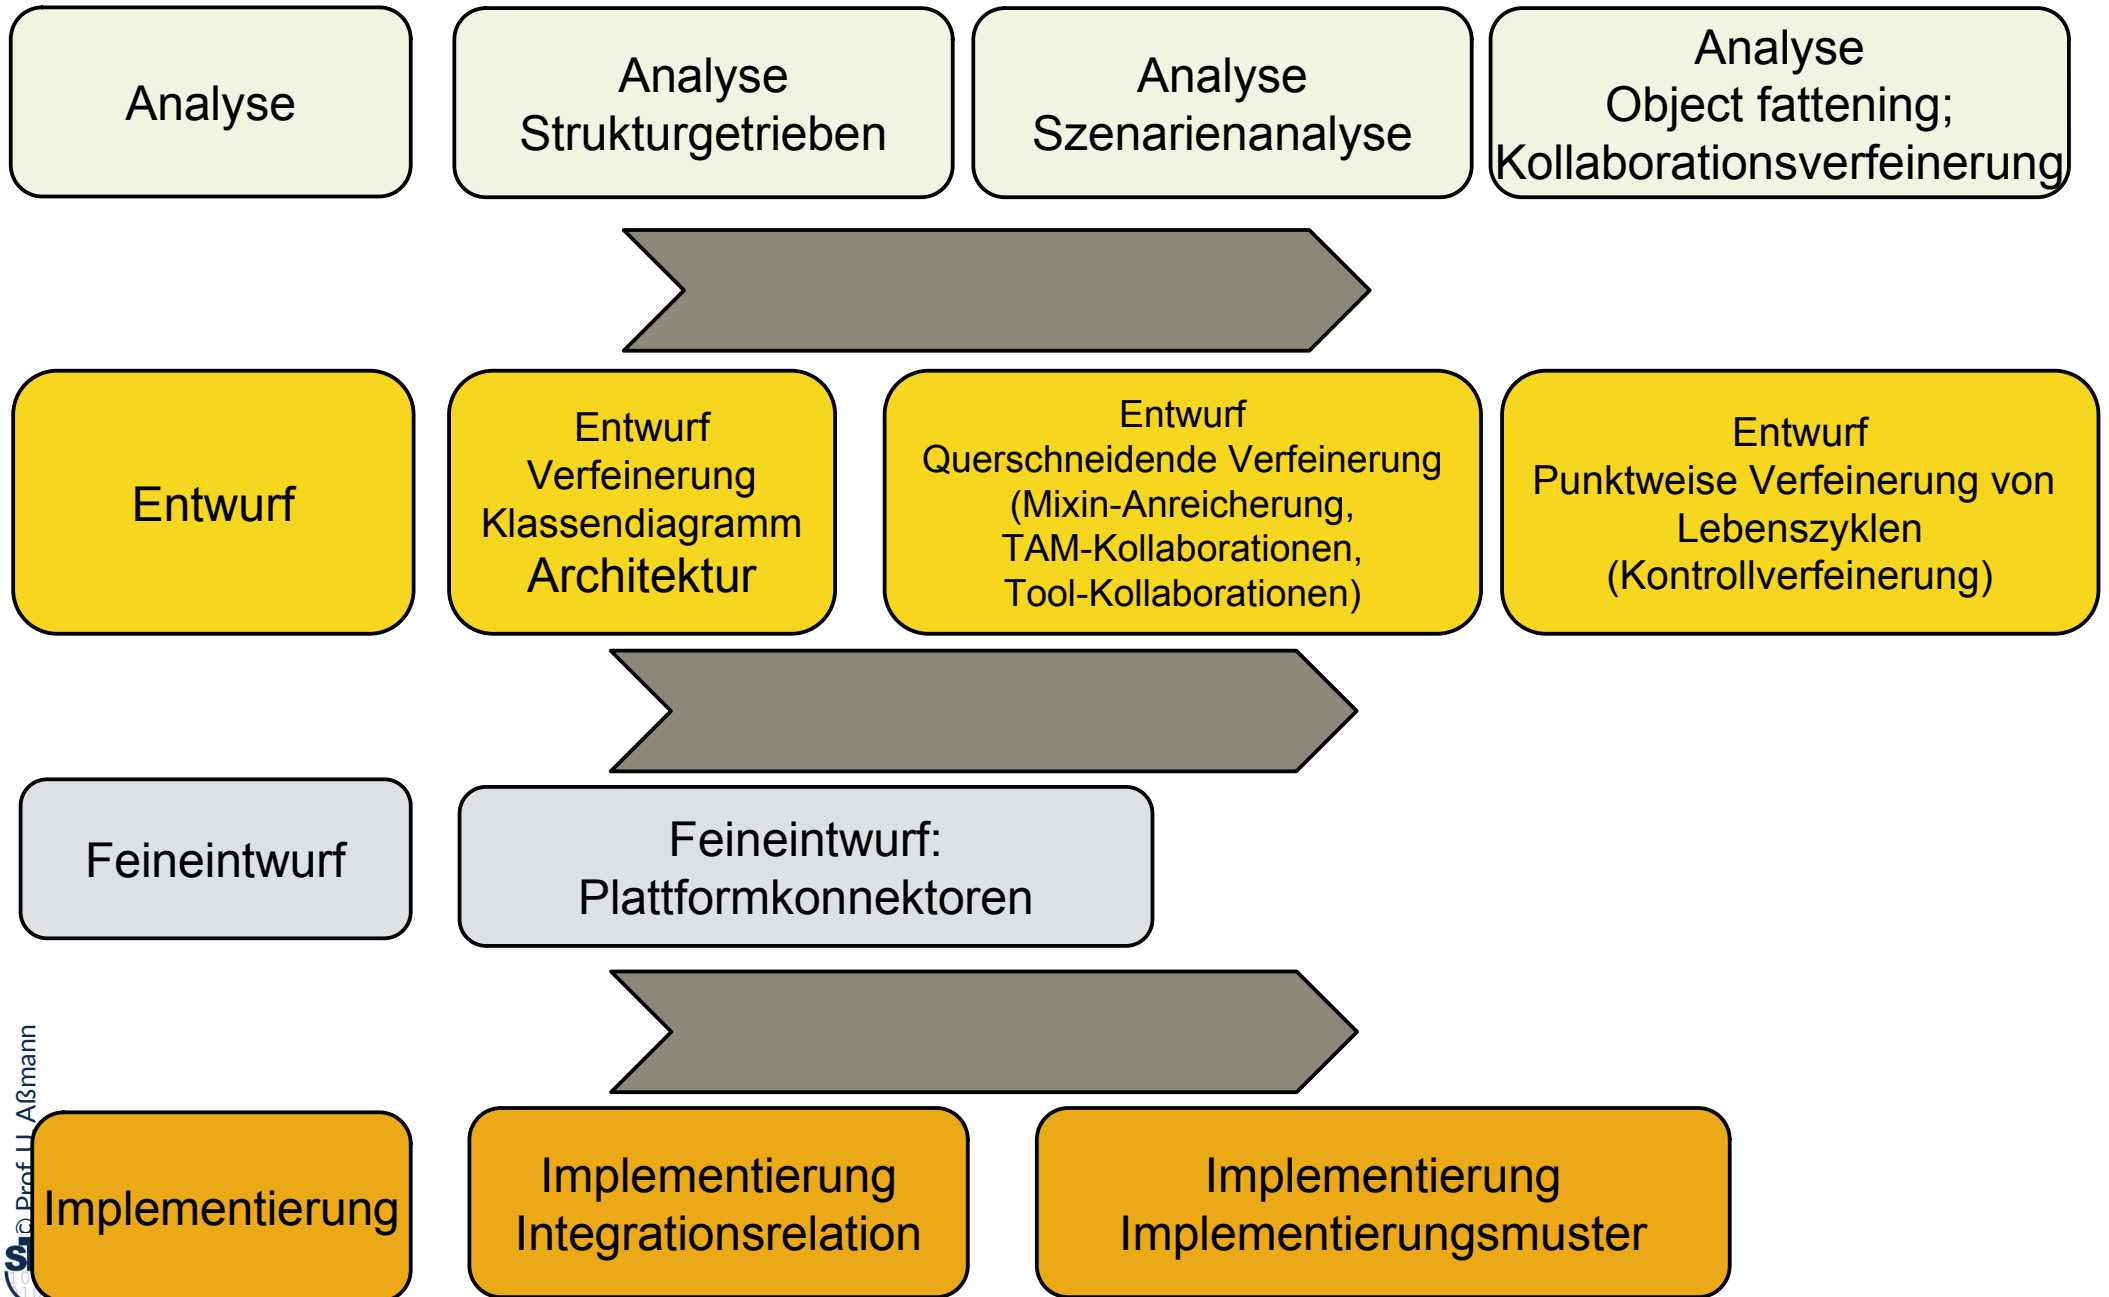 Analyse
Analyse
Strukturgetrieben
Analyse
Szenarienanalyse
Analyse
Object fattening;
Kollaborationsverfeinerung
Entwurf
Entwurf
Verfeinerung
Klassendiagramm
Architektur
Entwurf
Querschneidende Verfeinerung
(Mixin-Anreicherung,
TAM-Kollaborationen,
Tool-Kollaborationen)
Entwurf
Punktweise Verfeinerung von
Lebenszyklen
(Kontrollverfeinerung)
Feineintwurf
Feineintwurf:
Plattformkonnektoren
Implementierung
Implementierung
Integrationsrelation
Implementierung
Implementierungsmuster
© Prof. U. Aßmann